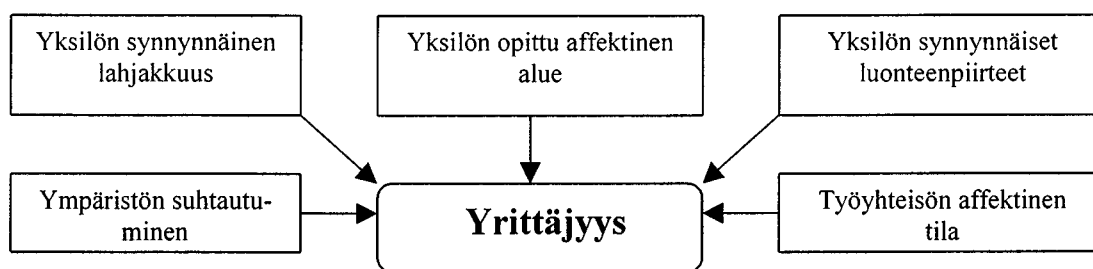 Yksilön synnynnäinen
lahjakkuus
Yksilön opittu affektinen
alue
Yksilön synnynnäiset
luonteenpiirteet
Ympäristön suhtautu-
minen
Yrittäjyys
Työyhteisön affektinen
tila